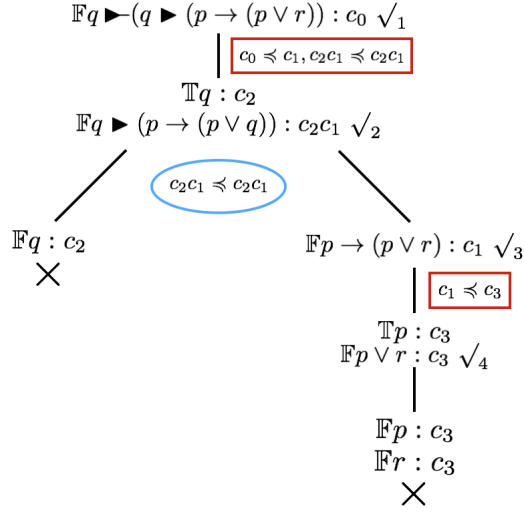 𝔽q ▶–(q ▶ (p → (p ∨ r)) : c₀ √₁
c₀ ≼ c₁, c₂c₁ ≼ c₂c₁
𝕋q : c₂
𝔽q ▶ (p → (p ∨ q)) : c₂c₁ √₂
c₂c₁ ≼ c₂c₁
𝔽q : c₂
×
𝔽p → (p ∨ r) : c₁ √₃
c₁ ≼ c₃
𝕋p : c₃
𝔽p ∨ r : c₃ √₄
𝔽p : c₃
𝔽r : c₃
×